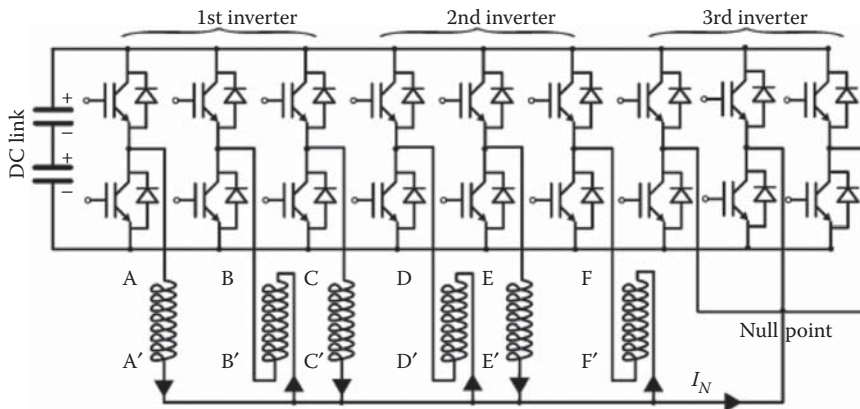 1st inverter 2nd inverter 3rd inverter
DC link
+
−
+
−
A B C D E F
A′ B′ C′ D′ E′ F′
Null point
I_N